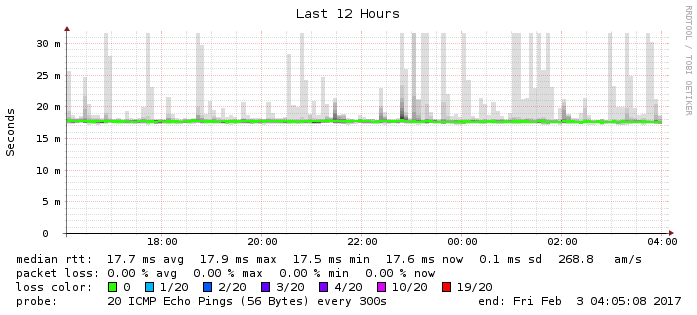 Last 12 Hours
RRDTOOL / TOBI OETIKER
Seconds
30 m
25 m
20 m
15 m
10 m
5 m
0
18:00 20:00 22:00 00:00 02:00 04:00
median rtt: 17.7 ms avg 17.9 ms max 17.5 ms min 17.6 ms now 0.1 ms sd 268.8 am/s
packet loss: 0.00 % avg 0.00 % max 0.00 % min 0.00 % now
loss color: 0 1/20 2/20 3/20 4/20 10/20 19/20
probe: 20 ICMP Echo Pings (56 Bytes) every 300s end: Fri Feb 3 04:05:08 2017